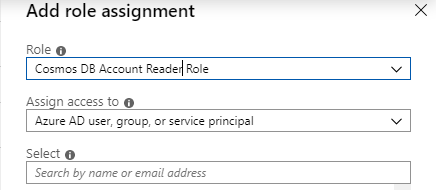 Add role assignment
Role
Cosmos DB Account Reader Role
Assign access to
Azure AD user, group, or service principal
Select
Search by name or email address